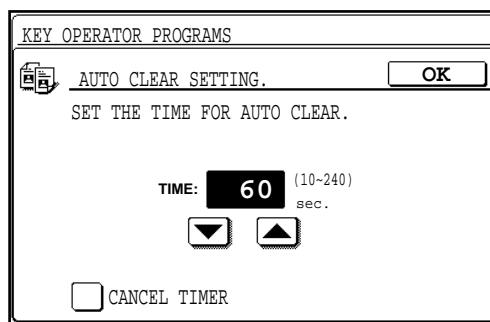 KEY OPERATOR PROGRAMS
AUTO CLEAR SETTING.
OK
SET THE TIME FOR AUTO CLEAR.
TIME: 60 (10~240)
sec.
CANCEL TIMER